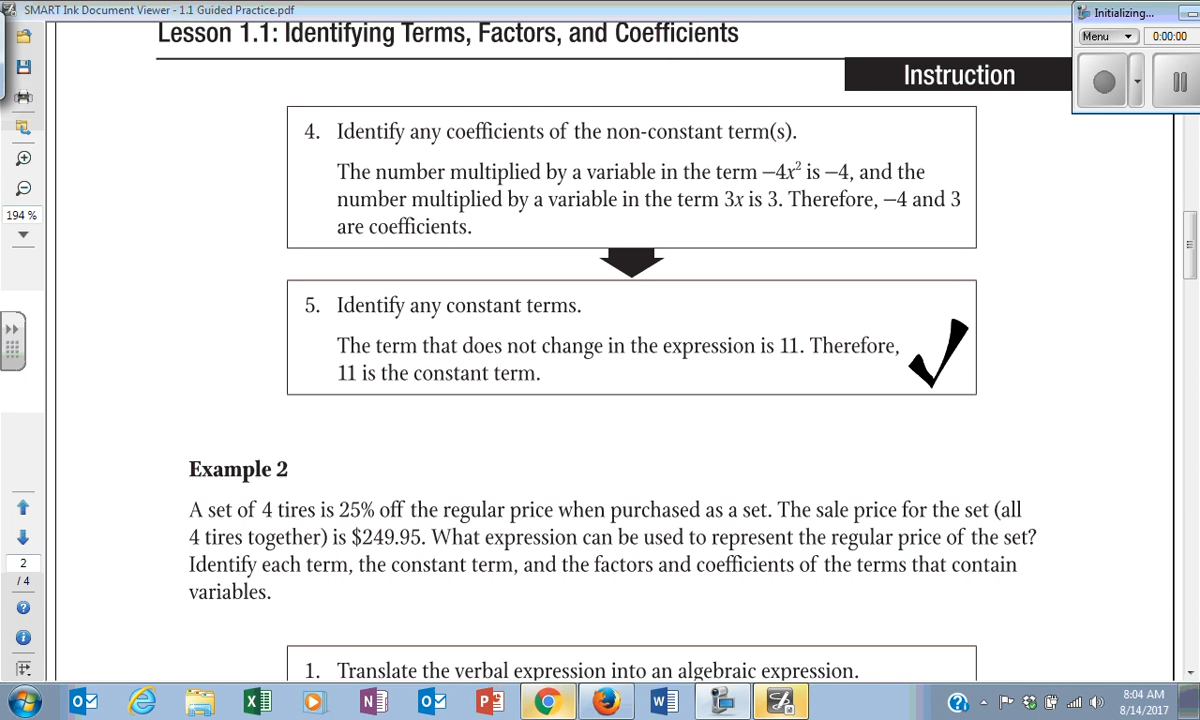 SMART Ink Document Viewer - 1.1 Guided Practice.pdf
Initializing...
Menu
0:00:00
Lesson 1.1: Identifying Terms, Factors, and Coefficients
Instruction
4. Identify any coefficients of the non-constant term(s).
The number multiplied by a variable in the term –4x² is –4, and the
number multiplied by a variable in the term 3x is 3. Therefore, –4 and 3
are coefficients.
5. Identify any constant terms.
The term that does not change in the expression is 11. Therefore,
11 is the constant term.
Example 2
A set of 4 tires is 25% off the regular price when purchased as a set. The sale price for the set (all
4 tires together) is $249.95. What expression can be used to represent the regular price of the set?
Identify each term, the constant term, and the factors and coefficients of the terms that contain
variables.
1. Translate the verbal expression into an algebraic expression.
194 %
2
/ 4
8:04 AM
8/14/2017